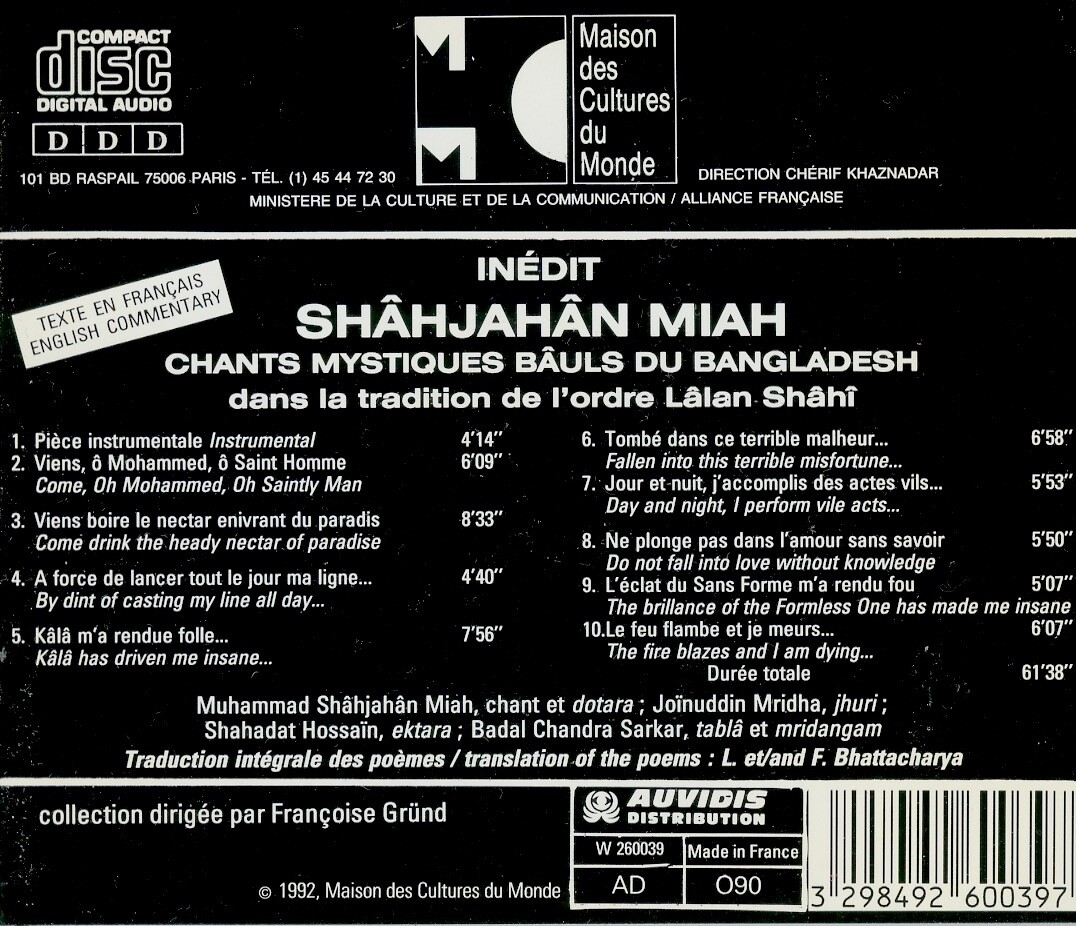 COMPACT
disc
DIGITAL AUDIO
D D D
Maison
des
Cultures
du
Monde
101 BD RASPAIL 75006 PARIS - TÉL. (1) 45 44 72 30
DIRECTION CHÉRIF KHAZNADAR
MINISTERE DE LA CULTURE ET DE LA COMMUNICATION / ALLIANCE FRANÇAISE
TEXTE EN FRANÇAIS
ENGLISH COMMENTARY
INÉDIT
SHÂHJAHÂN MIAH
CHANTS MYSTIQUES BÂULS DU BANGLADESH
dans la tradition de l'ordre Lâlan Shâhî
1. Pièce instrumentale Instrumental 4'14"
2. Viens, ô Mohammed, ô Saint Homme 6'09"
Come, Oh Mohammed, Oh Saintly Man
3. Viens boire le nectar enivrant du paradis 8'33"
Come drink the heady nectar of paradise
4. A force de lancer tout le jour ma ligne... 4'40"
By dint of casting my line all day...
5. Kâlâ m'a rendue folle... 7'56"
Kâlâ has driven me insane...
6. Tombé dans ce terrible malheur... 6'58"
Fallen into this terrible misfortune...
7. Jour et nuit, j'accomplis des actes vils... 5'53"
Day and night, I perform vile acts...
8. Ne plonge pas dans l'amour sans savoir 5'50"
Do not fall into love without knowledge
9. L'éclat du Sans Forme m'a rendu fou 5'07"
The brillance of the Formless One has made me insane
10. Le feu flambe et je meurs... 6'07"
The fire blazes and I am dying...
Durée totale 61'38"
Muhammad Shâhjahân Miah, chant et dotara ; Joïnuddin Mridha, jhuri ;
Shahadat Hossaïn, ektara ; Badal Chandra Sarkar, tablâ et mridangam
Traduction intégrale des poèmes / translation of the poems : L. et/and F. Bhattacharya
collection dirigée par Françoise Gründ
© 1992, Maison des Cultures du Monde
AUVIDIS
DISTRIBUTION
W 260039
Made in France
AD
O90
3 298492 600397